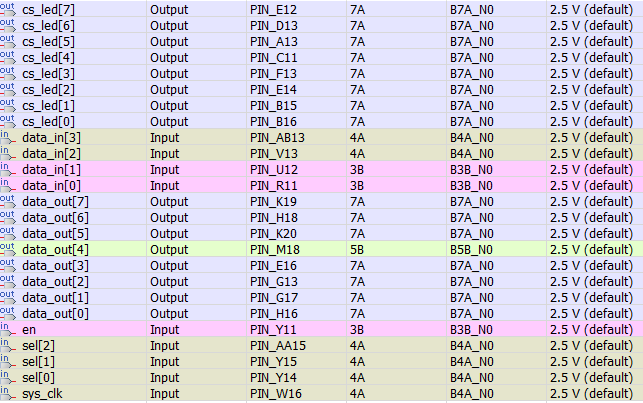 out cs_led[7] Output PIN_E12 7A B7A_N0 2.5 V (default)
out cs_led[6] Output PIN_D13 7A B7A_N0 2.5 V (default)
out cs_led[5] Output PIN_A13 7A B7A_N0 2.5 V (default)
out cs_led[4] Output PIN_C11 7A B7A_N0 2.5 V (default)
out cs_led[3] Output PIN_F13 7A B7A_N0 2.5 V (default)
out cs_led[2] Output PIN_E14 7A B7A_N0 2.5 V (default)
out cs_led[1] Output PIN_B15 7A B7A_N0 2.5 V (default)
out cs_led[0] Output PIN_B16 7A B7A_N0 2.5 V (default)
in data_in[3] Input PIN_AB13 4A B4A_N0 2.5 V (default)
in data_in[2] Input PIN_V13 4A B4A_N0 2.5 V (default)
in data_in[1] Input PIN_U12 3B B3B_N0 2.5 V (default)
in data_in[0] Input PIN_R11 3B B3B_N0 2.5 V (default)
out data_out[7] Output PIN_K19 7A B7A_N0 2.5 V (default)
out data_out[6] Output PIN_H18 7A B7A_N0 2.5 V (default)
out data_out[5] Output PIN_K20 7A B7A_N0 2.5 V (default)
out data_out[4] Output PIN_M18 5B B5B_N0 2.5 V (default)
out data_out[3] Output PIN_E16 7A B7A_N0 2.5 V (default)
out data_out[2] Output PIN_G13 7A B7A_N0 2.5 V (default)
out data_out[1] Output PIN_G17 7A B7A_N0 2.5 V (default)
out data_out[0] Output PIN_H16 7A B7A_N0 2.5 V (default)
in en Input PIN_Y11 3B B3B_N0 2.5 V (default)
in sel[2] Input PIN_AA15 4A B4A_N0 2.5 V (default)
in sel[1] Input PIN_Y15 4A B4A_N0 2.5 V (default)
in sel[0] Input PIN_Y14 4A B4A_N0 2.5 V (default)
in sys_clk Input PIN_W16 4A B4A_N0 2.5 V (default)